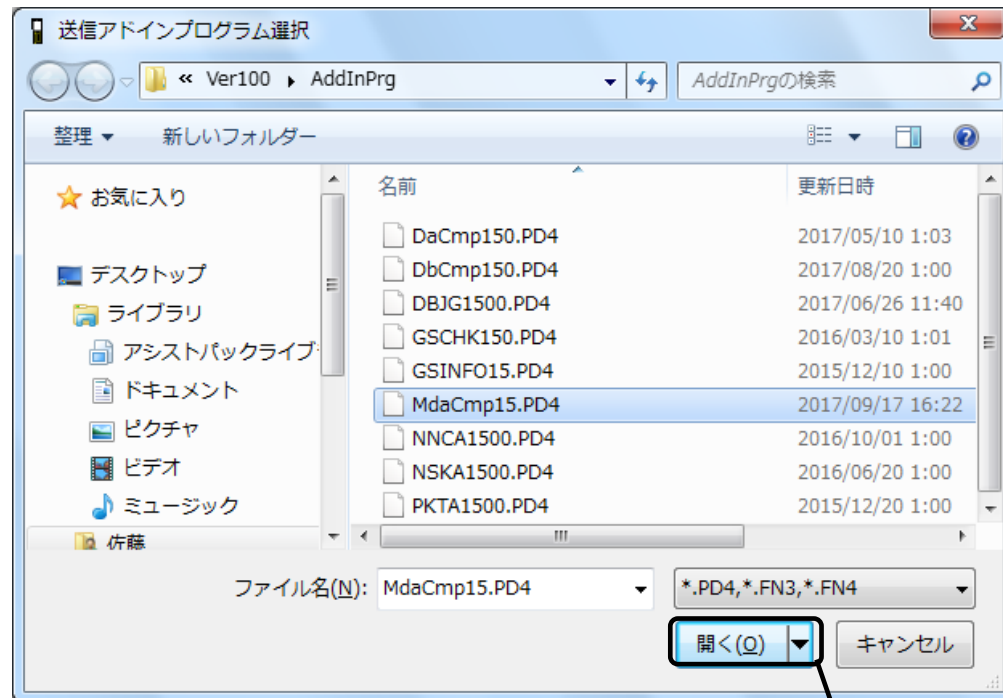 送信アドインプログラム選択
« Ver100 AddInPrg
AddInPrgの検索
整理 新しいフォルダー
名前 更新日時
お気に入り
デスクトップ
ライブラリ
アシストパックライブ
ドキュメント
ピクチャ
ビデオ
ミュージック
佐藤
DaCmp150.PD4 2017/05/10 1:03
DbCmp150.PD4 2017/08/20 1:00
DBJG1500.PD4 2017/06/26 11:40
GSCHK150.PD4 2016/03/10 1:01
GSINFO15.PD4 2015/12/10 1:00
MdaCmp15.PD4 2017/09/17 16:22
NNCA1500.PD4 2016/10/01 1:00
NSKA1500.PD4 2016/06/20 1:00
PKTA1500.PD4 2015/12/20 1:00
ファイル名(N): MdaCmp15.PD4 *.PD4,*.FN3,*.FN4
開く(O) キャンセル